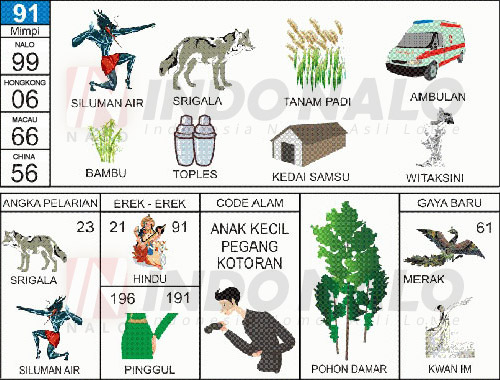 91
Mimpi
NALO
99
HONGKONG
06
MACAU
66
CHINA
56
SILUMAN AIR
SRIGALA
TANAM PADI
AMBULAN
BAMBU
TOPLES
KEDAI SAMSU
WITAKSINI
INDONALO
NALO
Indonesia Nomor Asli Lotre
ANGKA PELARIAN
23
SRIGALA
SILUMAN AIR
EREK - EREK
21
91
HINDU
196
191
PINGGUL
CODE ALAM
ANAK KECIL
PEGANG
KOTORAN
POHON DAMAR
GAYA BARU
61
MERAK
KWAN IM
INDONALO
NALO